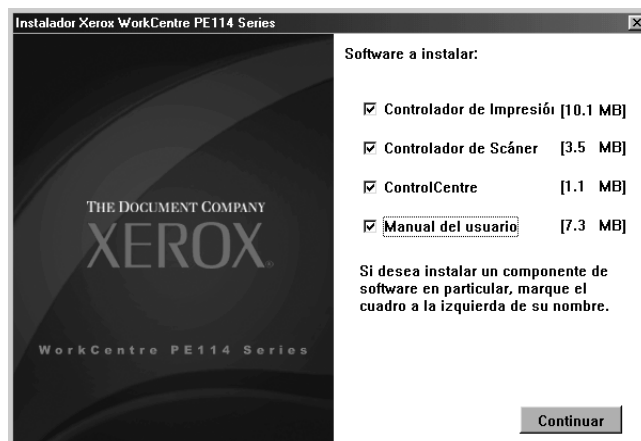 Instalador Xerox WorkCentre PE114 Series
THE DOCUMENT COMPANY
XEROX®
WorkCentre PE114 Series
Software a instalar:
Controlador de Impresió [10.1 MB]
Controlador de Scáner [3.5 MB]
ControlCentre [1.1 MB]
Manual del usuario [7.3 MB]
Si desea instalar un componente de
software en particular, marque el
cuadro a la izquierda de su nombre.
Continuar